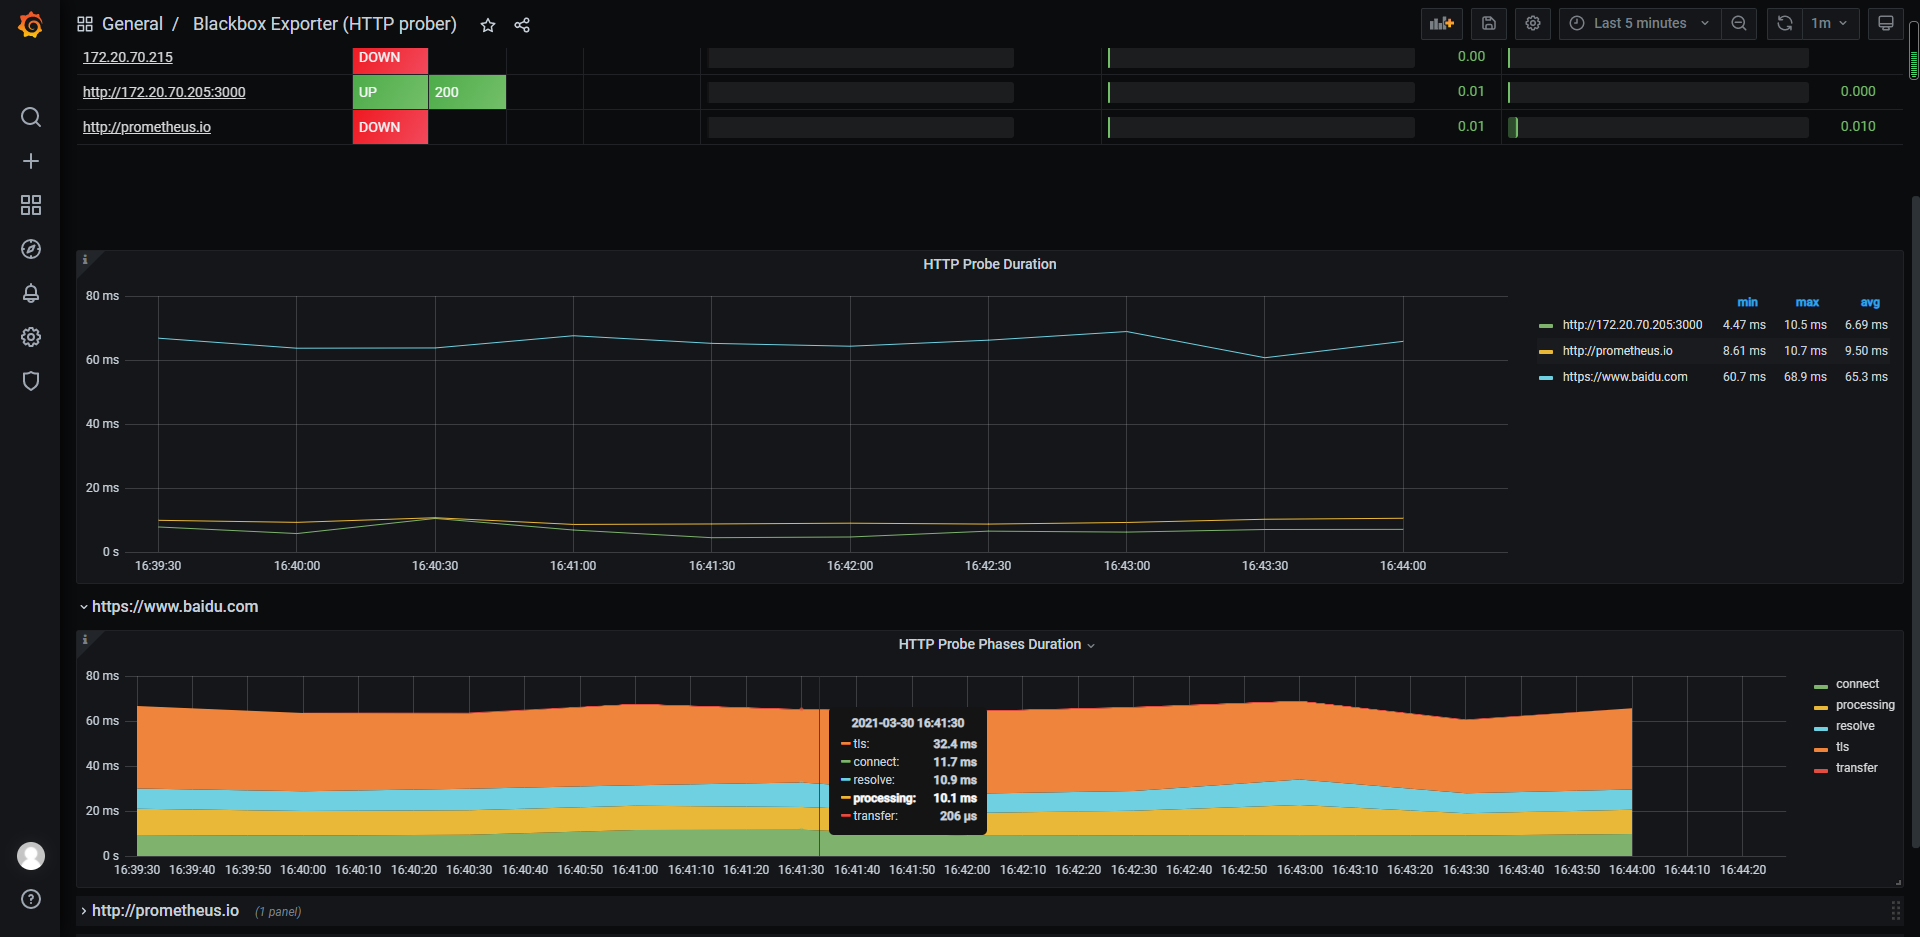 General / Blackbox Exporter (HTTP prober)
Last 5 minutes
1m
172.20.70.215 DOWN 0.00
http://172.20.70.205:3000 UP 200 0.01 0.000
http://prometheus.io DOWN 0.01 0.010
HTTP Probe Duration
80 ms
60 ms
40 ms
20 ms
0 s
16:39:30 16:40:00 16:40:30 16:41:00 16:41:30 16:42:00 16:42:30 16:43:00 16:43:30 16:44:00
min max avg
http://172.20.70.205:3000 4.47 ms 10.5 ms 6.69 ms
http://prometheus.io 8.61 ms 10.7 ms 9.50 ms
https://www.baidu.com 60.7 ms 68.9 ms 65.3 ms
https://www.baidu.com
HTTP Probe Phases Duration
80 ms
60 ms
40 ms
20 ms
0 s
2021-03-30 16:41:30
tls: 32.4 ms
connect: 11.7 ms
resolve: 10.9 ms
processing: 10.1 ms
transfer: 206 µs
16:39:30 16:39:40 16:39:50 16:40:00 16:40:10 16:40:20 16:40:30 16:40:40 16:40:50 16:41:00 16:41:10 16:41:20 16:41:30 16:41:40 16:41:50 16:42:00 16:42:10 16:42:20 16:42:30 16:42:40 16:42:50 16:43:00 16:43:10 16:43:20 16:43:30 16:43:40 16:43:50 16:44:00 16:44:10 16:44:20
connect
processing
resolve
tls
transfer
http://prometheus.io (1 panel)